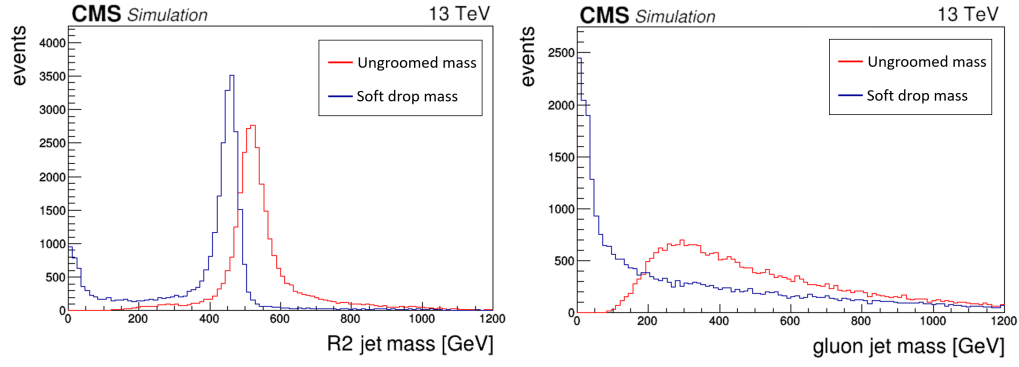 CMS Simulation 13 TeV
events
4000
3500
3000
2500
2000
1500
1000
500
0
Ungroomed mass
Soft drop mass
0 200 400 600 800 1000 1200
R2 jet mass [GeV]
CMS Simulation 13 TeV
events
2500
2000
1500
1000
500
0
Ungroomed mass
Soft drop mass
0 200 400 600 800 1000 1200
gluon jet mass [GeV]